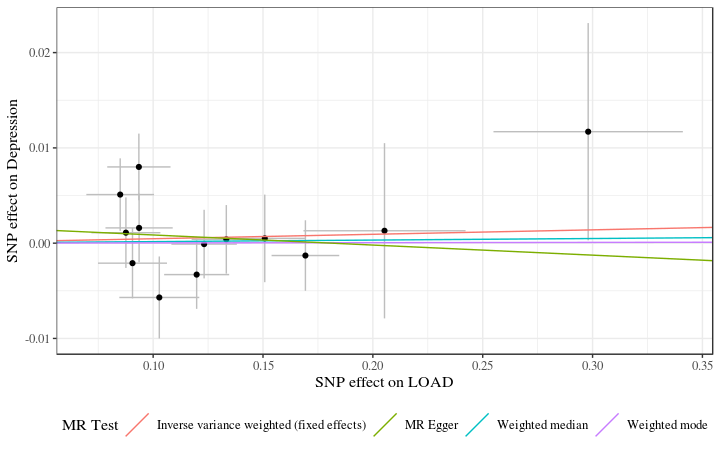 SNP effect on Depression
0.02
0.01
0.00
-0.01
0.10 0.15 0.20 0.25 0.30 0.35
SNP effect on LOAD
MR Test Inverse variance weighted (fixed effects) MR Egger Weighted median Weighted mode